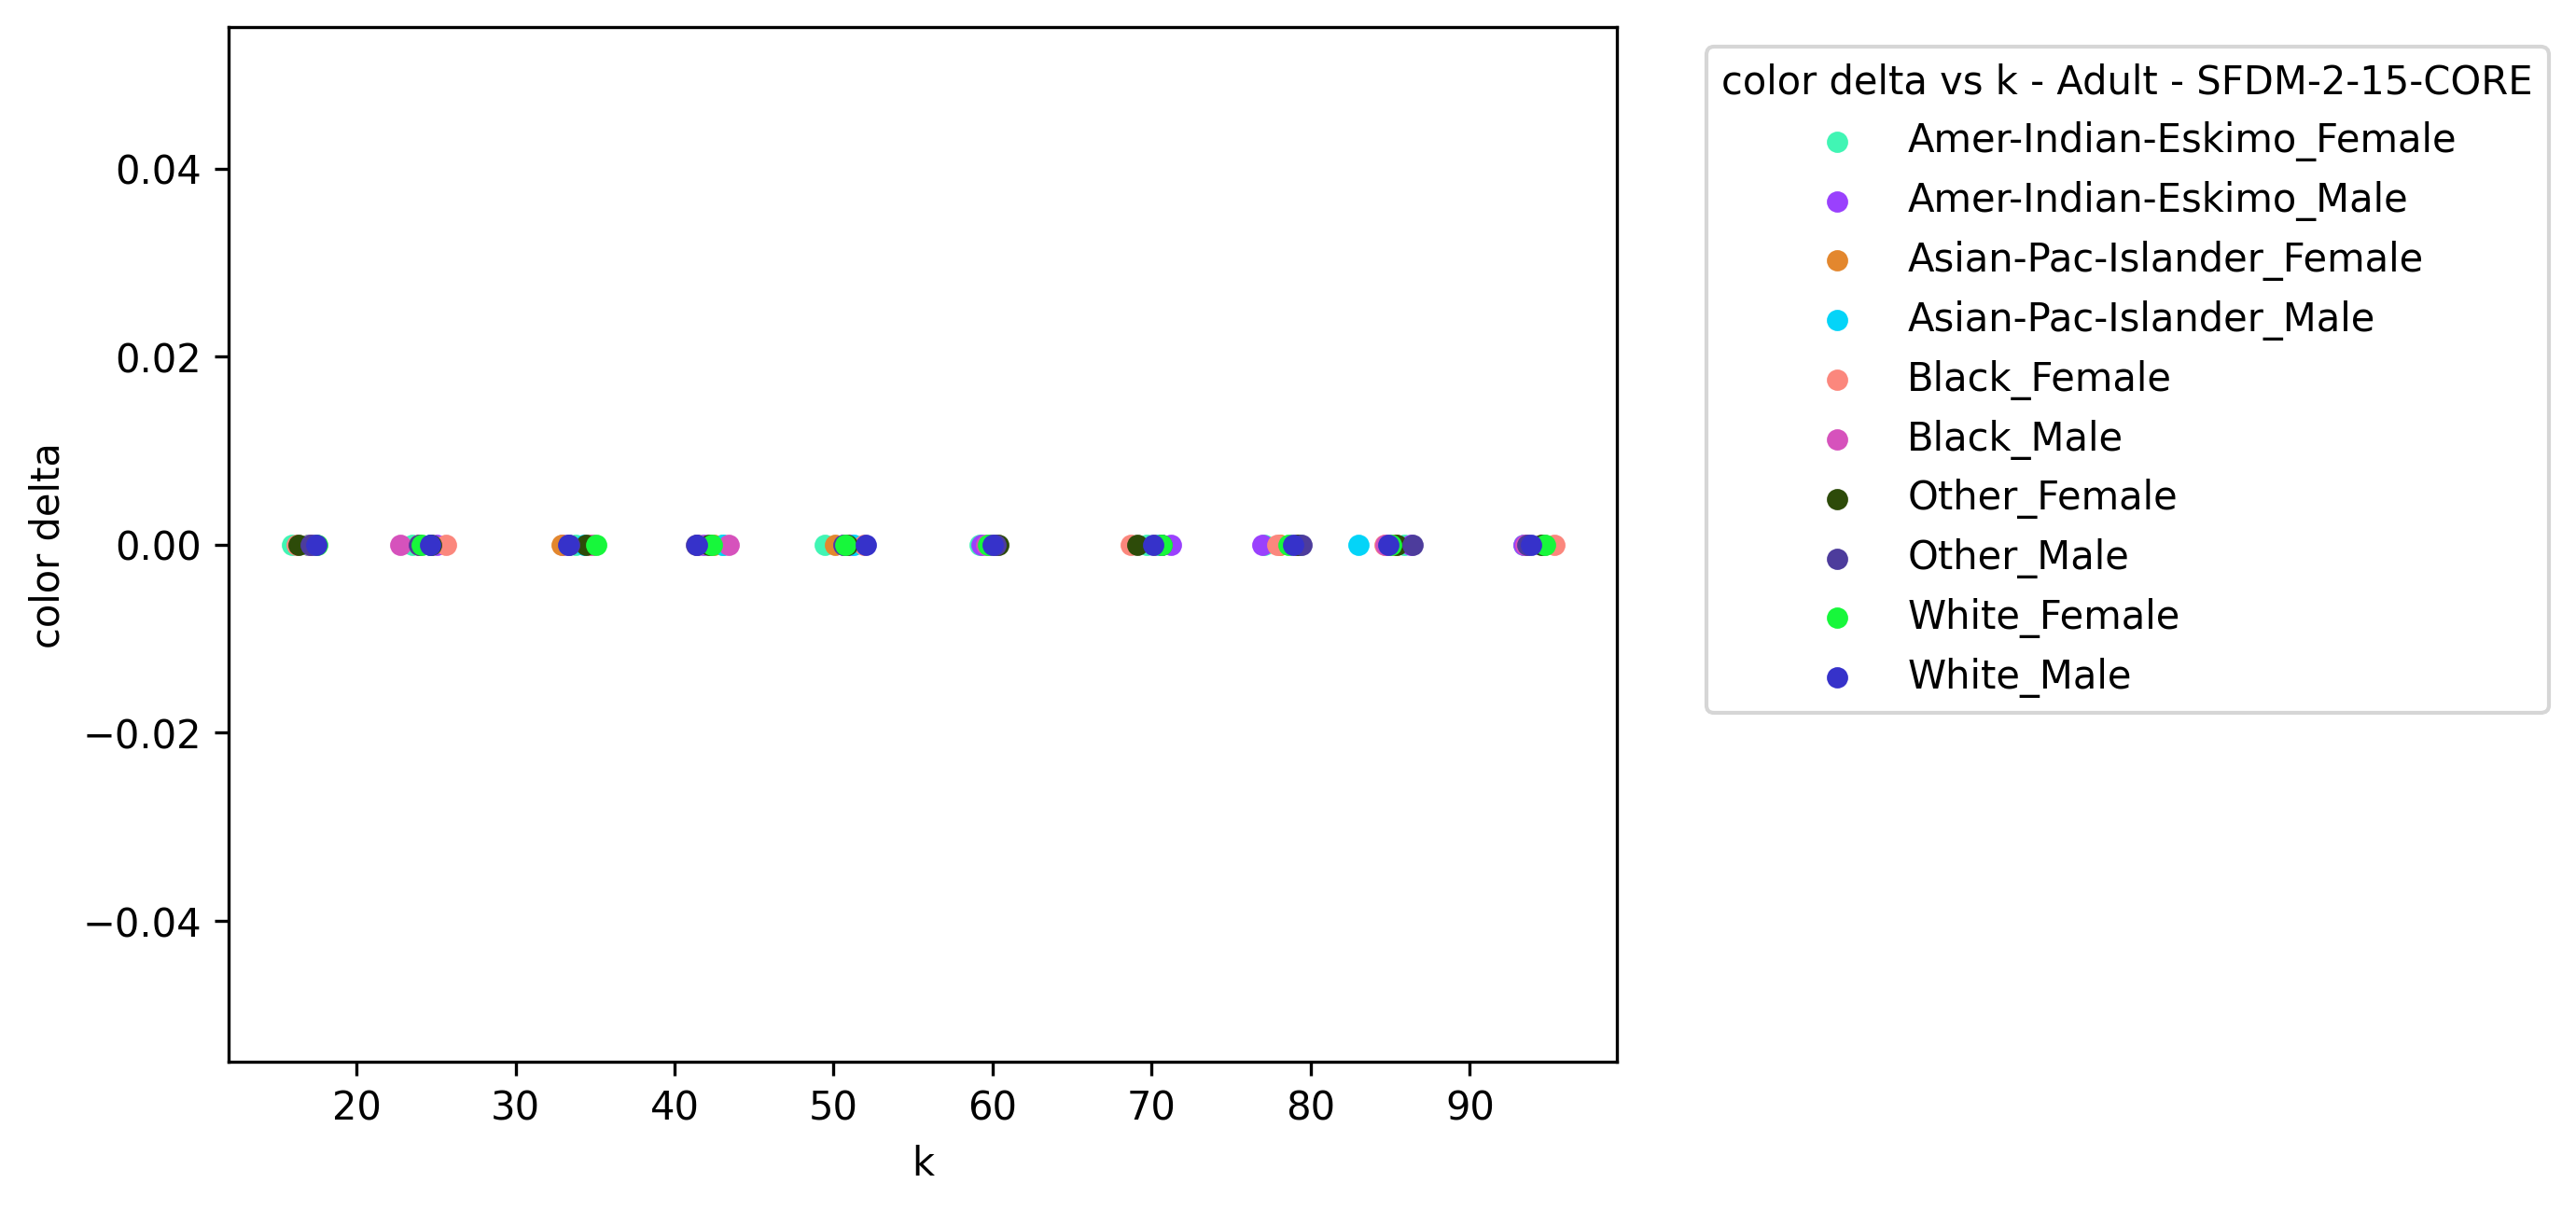 color delta vs k - Adult - SFDM-2-15-CORE
Amer-Indian-Eskimo_Female
Amer-Indian-Eskimo_Male
Asian-Pac-Islander_Female
Asian-Pac-Islander_Male
Black_Female
Black_Male
Other_Female
Other_Male
White_Female
White_Male
color delta
0.04
0.02
0.00
−0.02
−0.04
20 30 40 50 60 70 80 90
k